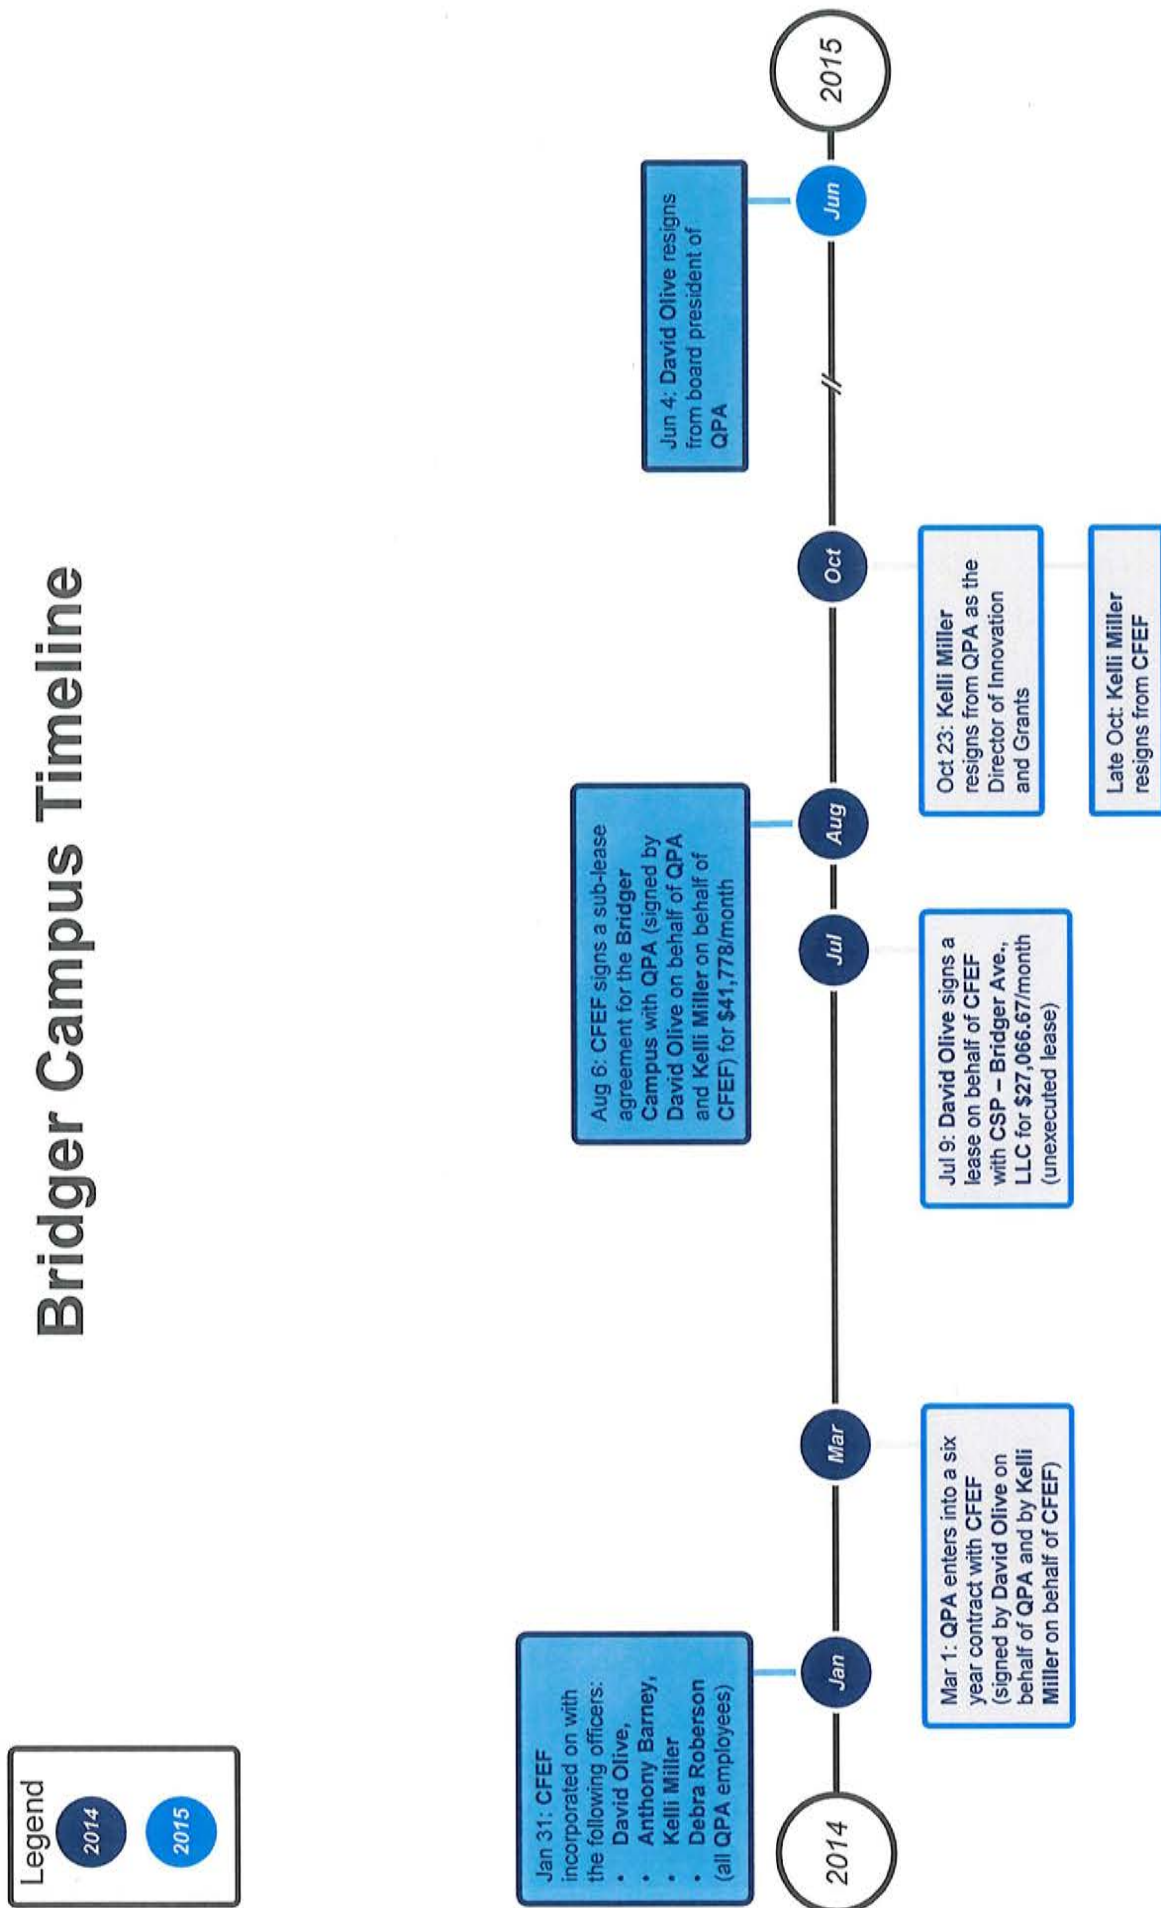 Bridger Campus Timeline
Legend
2014
2015
Jan 31: CFEF
incorporated on with
the following officers:
• David Olive,
• Anthony Barney,
• Kelli Miller
• Debra Roberson
(all QPA employees)
Aug 6: CFEF signs a sub-lease
agreement for the Bridger
Campus with QPA (signed by
David Olive on behalf of QPA
and Kelli Miller on behalf of
CFEF) for $41,778/month
Jun 4: David Olive resigns
from board president of
QPA
2014
Jan
Mar
Jul
Aug
Oct
//
Jun
2015
Mar 1: QPA enters into a six
year contract with CFEF
(signed by David Olive on
behalf of QPA and by Kelli
Miller on behalf of CFEF)
Jul 9: David Olive signs a
lease on behalf of CFEF
with CSP – Bridger Ave.,
LLC for $27,066.67/month
(unexecuted lease)
Oct 23: Kelli Miller
resigns from QPA as the
Director of Innovation
and Grants
Late Oct: Kelli Miller
resigns from CFEF